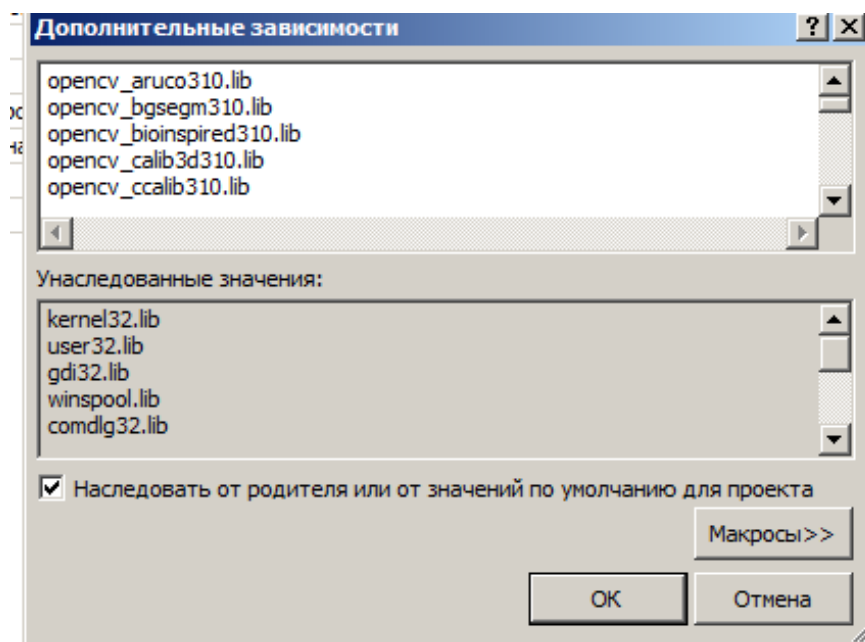 Дополнительные зависимости
opencv_aruco310.lib
opencv_bgsegm310.lib
opencv_bioinspired310.lib
opencv_calib3d310.lib
opencv_ccalib310.lib
Унаследованные значения:
kernel32.lib
user32.lib
gdi32.lib
winspool.lib
comdlg32.lib
Наследовать от родителя или от значений по умолчанию для проекта
Макросы>>
ОК
Отмена